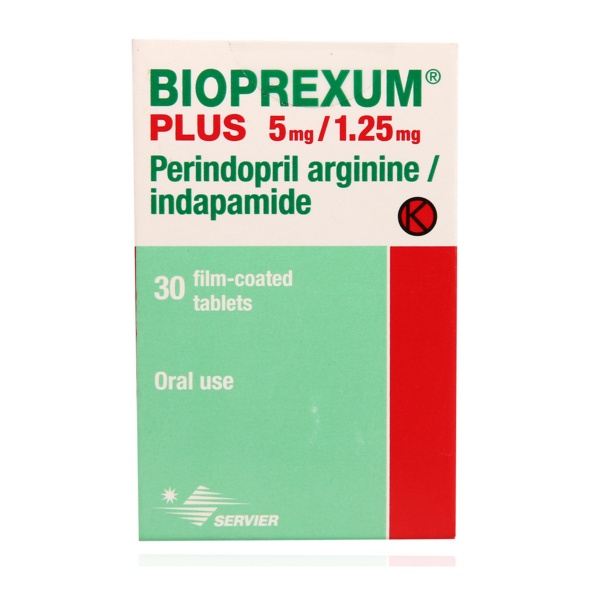 BIOPREXUM®
PLUS 5mg/1.25mg
Perindopril arginine /
indapamide
K
30 film-coated
tablets
Oral use
SERVIER